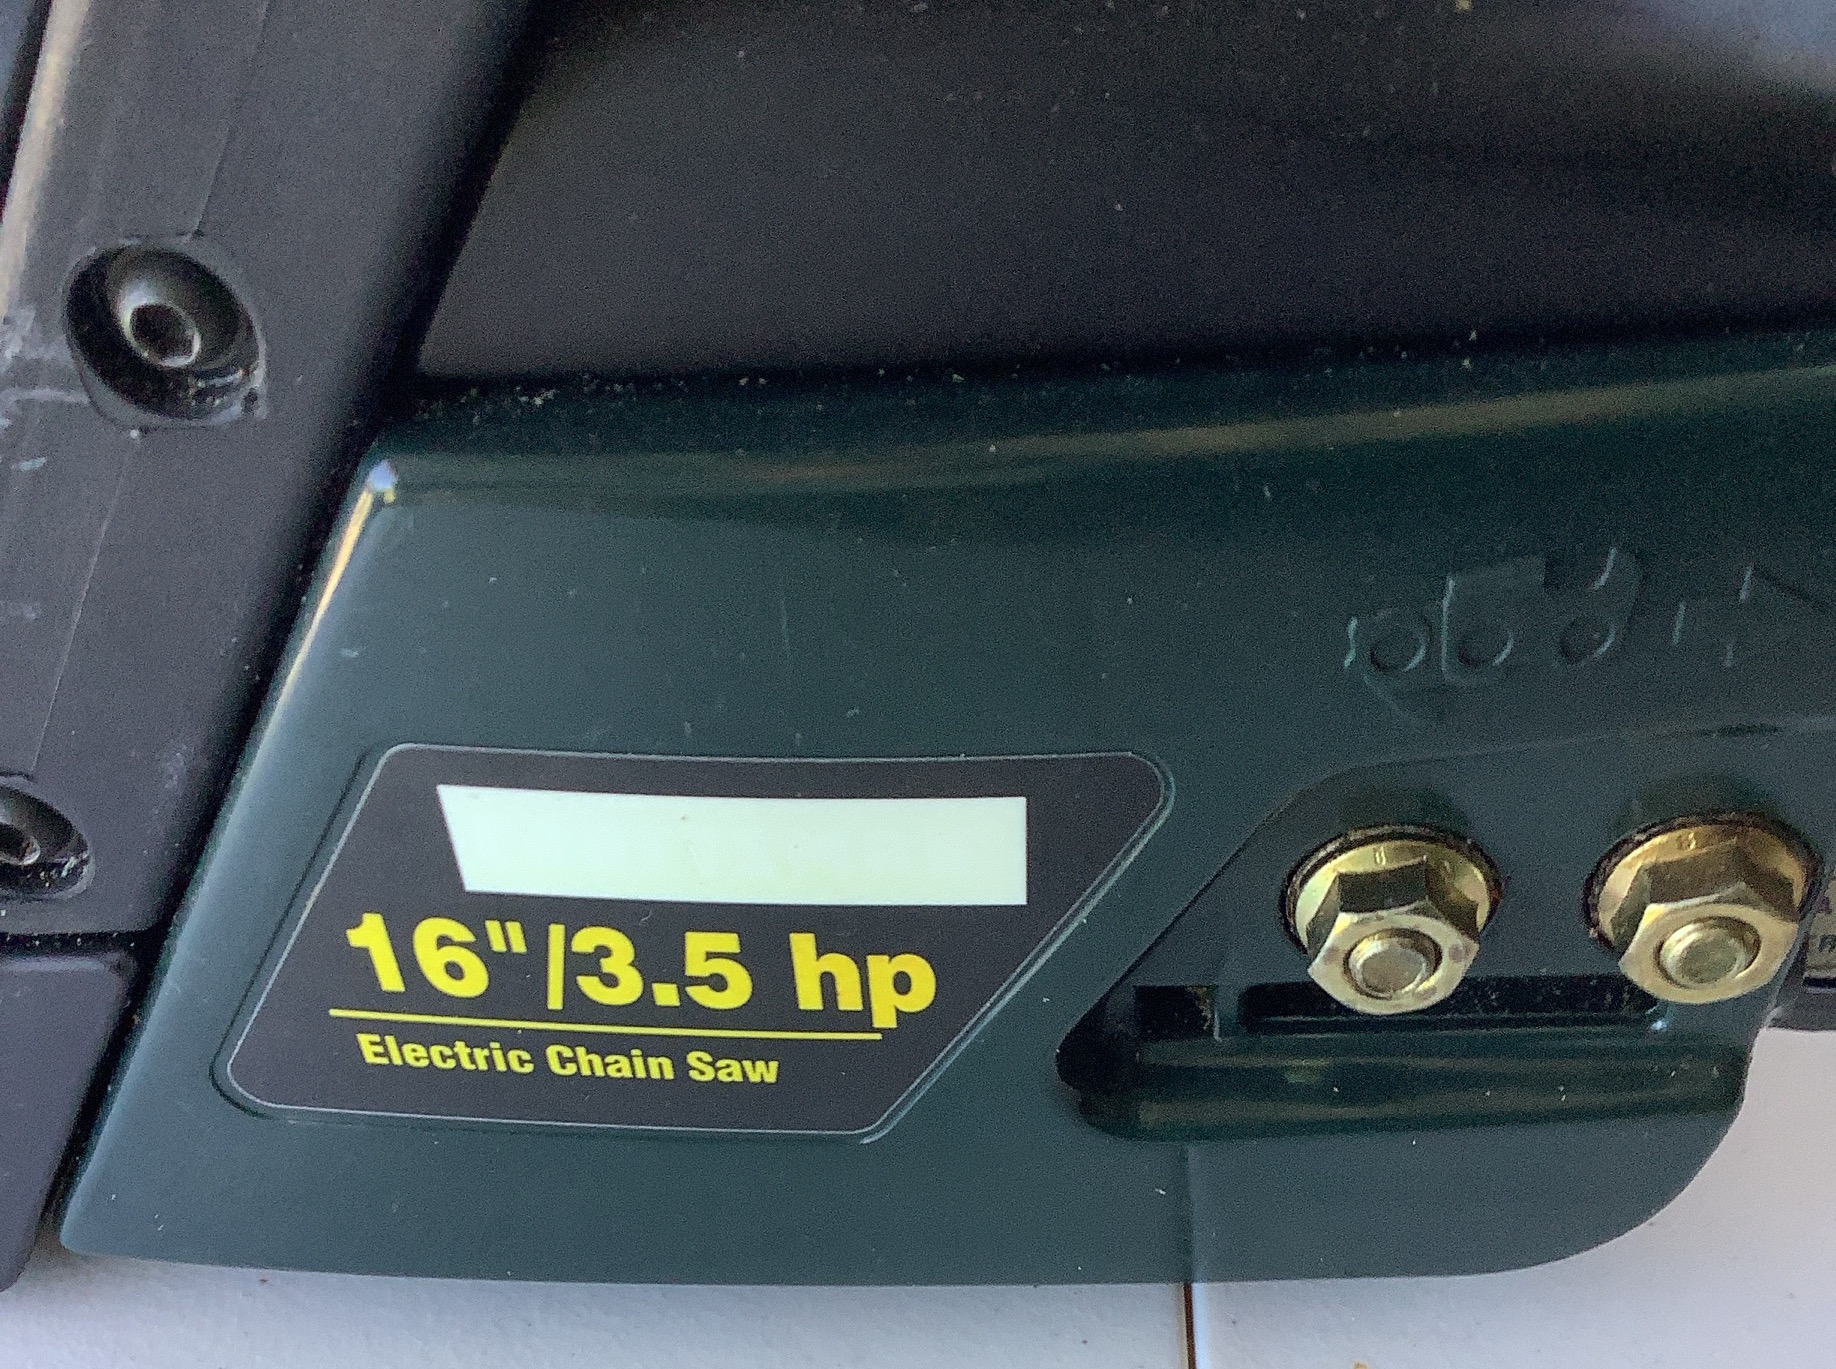 16"/3.5 hp
Electric Chain Saw